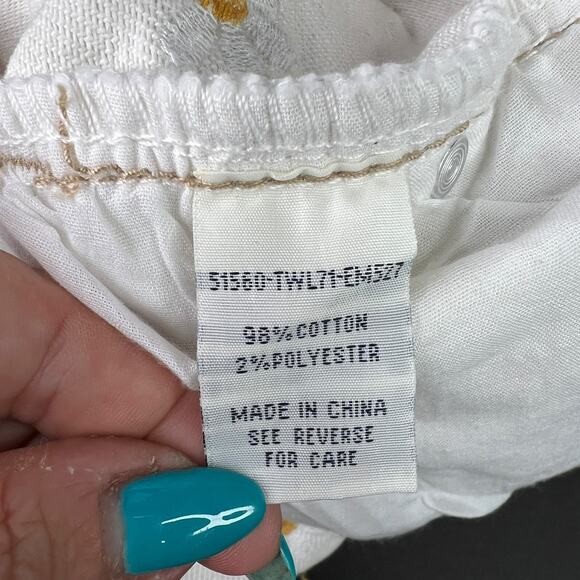 51560-TWL71-EM527
98% COTTON
2% POLYESTER
MADE IN CHINA
SEE REVERSE
FOR CARE